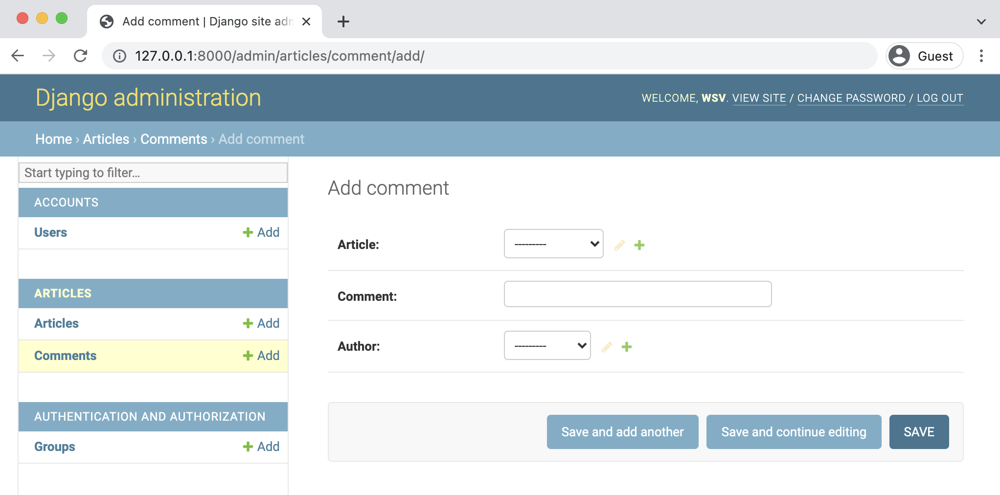 Add comment | Django site adm
127.0.0.1:8000/admin/articles/comment/add/
Guest
Django administration
WELCOME, WSV. VIEW SITE / CHANGE PASSWORD / LOG OUT
Home › Articles › Comments › Add comment
Start typing to filter...
ACCOUNTS
Users
Add
ARTICLES
Articles
Add
Comments
Add
AUTHENTICATION AND AUTHORIZATION
Groups
Add
Add comment
Article:
---------
Comment:
Author:
---------
Save and add another
Save and continue editing
SAVE